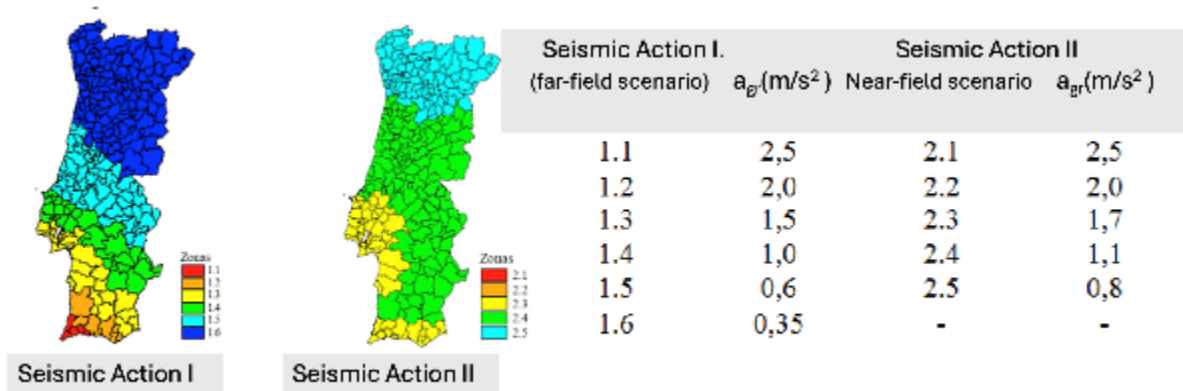 Seismic Action I. Seismic Action II
(far-field scenario) agr(m/s²) Near-field scenario agr(m/s²)
1.1 2,5 2.1 2,5
1.2 2,0 2.2 2,0
1.3 1,5 2.3 1,7
1.4 1,0 2.4 1,1
1.5 0,6 2.5 0,8
1.6 0,35 - -
Zonas
1.1
1.2
1.3
1.4
1.5
1.6
Zonas
2.1
2.2
2.3
2.4
2.5
Seismic Action I
Seismic Action II